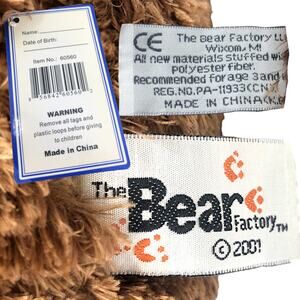 Name:
Date of Birth:
Item No.: 60560
WARNING
Remove all tags and
plastic loops before giving
to children
Made in China
CE The Bear Factory LL
Wixom, MI
All new materials stuffed wit
polyester fiber.
Recommended for age 3 and
REG.NO.PA-11933(CN
MADE IN CHINA
The Bear Factory TM
© 2001